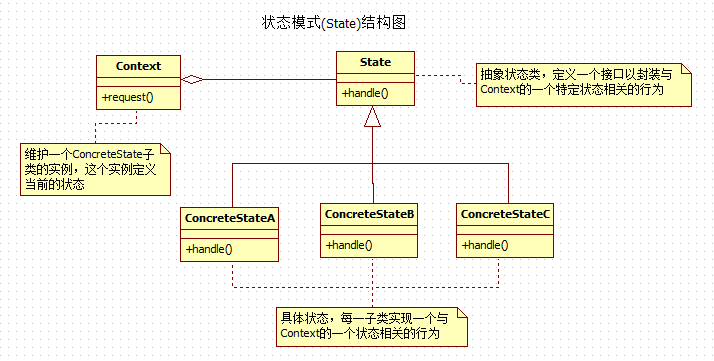 状态模式(State)结构图
Context
+request()
State
+handle()
抽象状态类，定义一个接口以封装与
Context的一个特定状态相关的行为
维护一个ConcreteState子
类的实例，这个实例定义
当前的状态
ConcreteStateA
+handle()
ConcreteStateB
+handle()
ConcreteStateC
+handle()
具体状态，每一子类实现一个与
Context的一个状态相关的行为